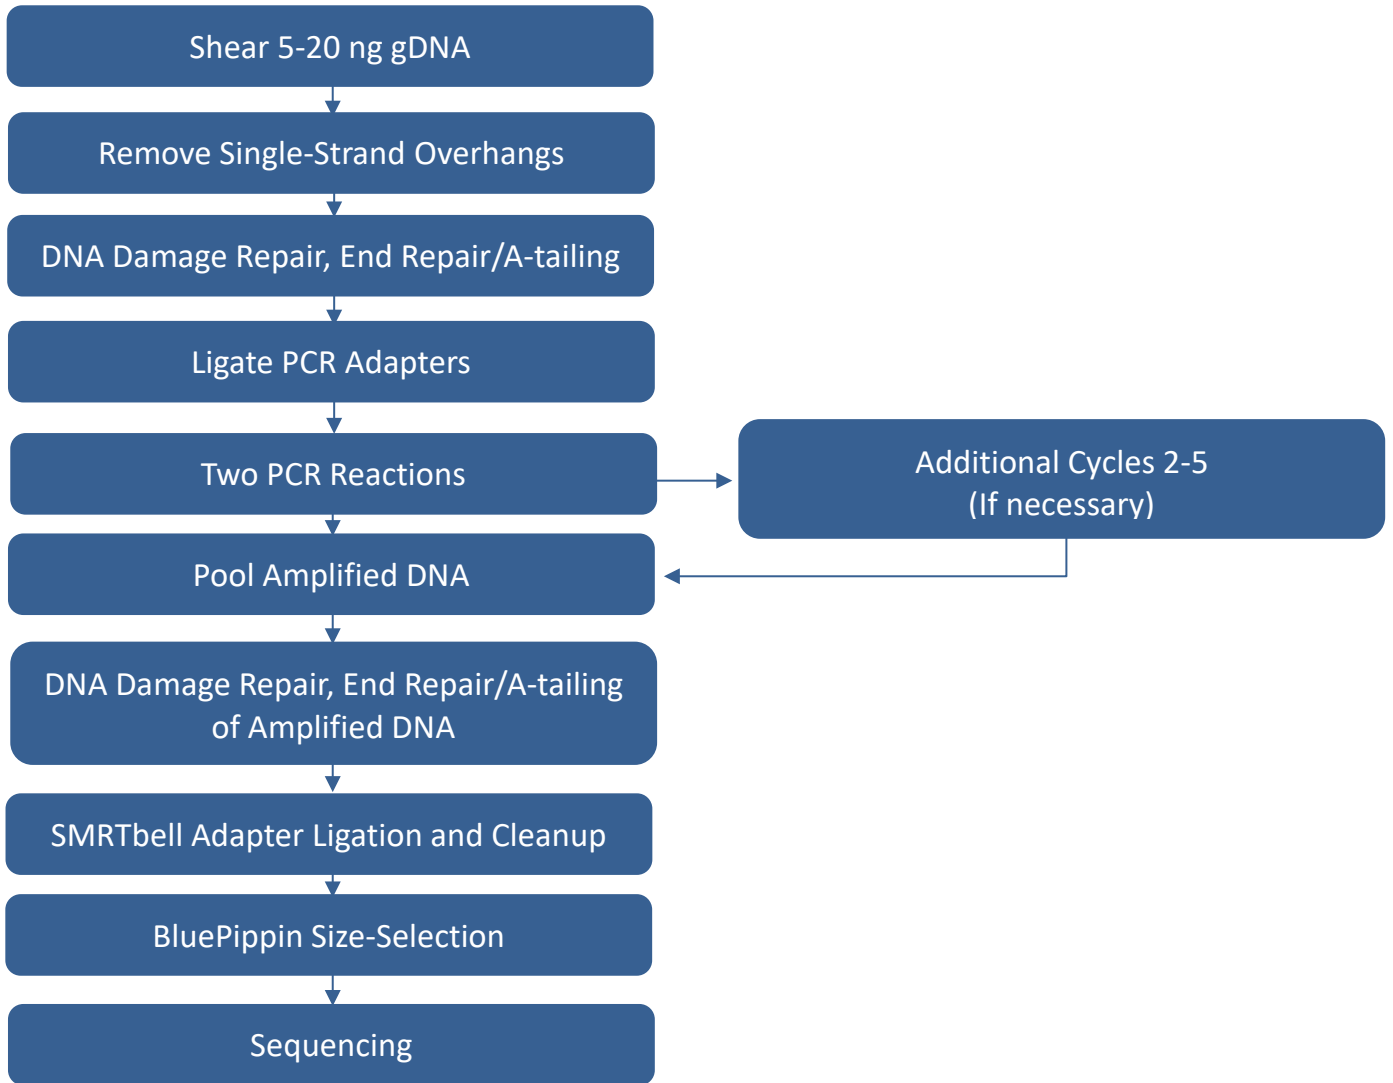 Shear 5-20 ng gDNA
Remove Single-Strand Overhangs
DNA Damage Repair, End Repair/A-tailing
Ligate PCR Adapters
Two PCR Reactions
Additional Cycles 2-5
(If necessary)
Pool Amplified DNA
DNA Damage Repair, End Repair/A-tailing
of Amplified DNA
SMRTbell Adapter Ligation and Cleanup
BluePippin Size-Selection
Sequencing